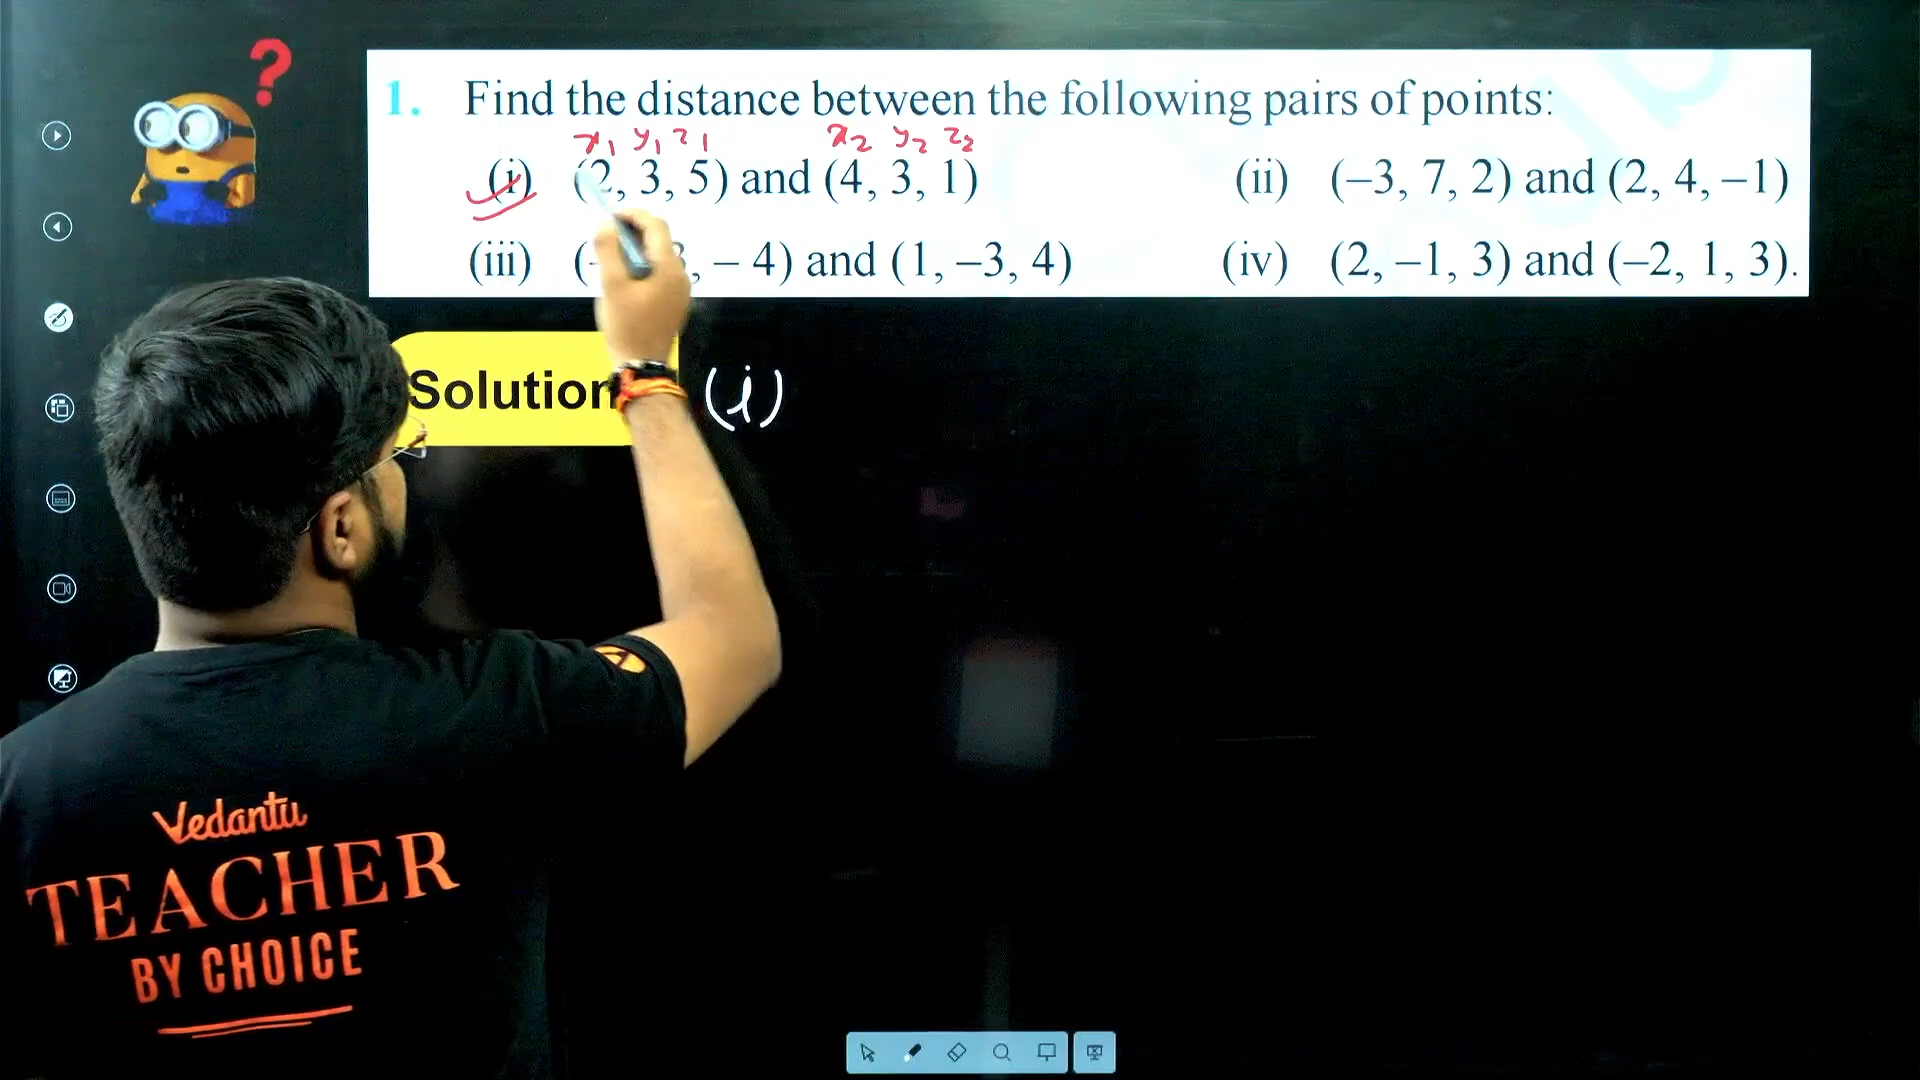 ?
1. Find the distance between the following pairs of points:
x₁ y₁ z₁ x₂ y₂ z₂
(i) (2, 3, 5) and (4, 3, 1) (ii) (–3, 7, 2) and (2, 4, –1)
(iii) (– , – 4) and (1, –3, 4) (iv) (2, –1, 3) and (–2, 1, 3).
Solution (i)
Vedantu
TEACHER
BY CHOICE